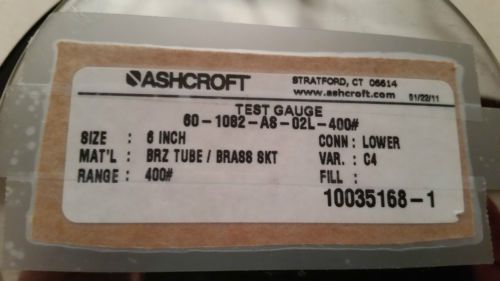 ASHCROFT STRATFORD, CT 06614
www.ashcroft.com 01/22/11
TEST GAUGE
60-1082-AS-02L-400#
SIZE : 6 INCH CONN : LOWER
MAT'L : BRZ TUBE / BRASS SKT VAR. : C4
RANGE : 400# FILL :
10035168-1